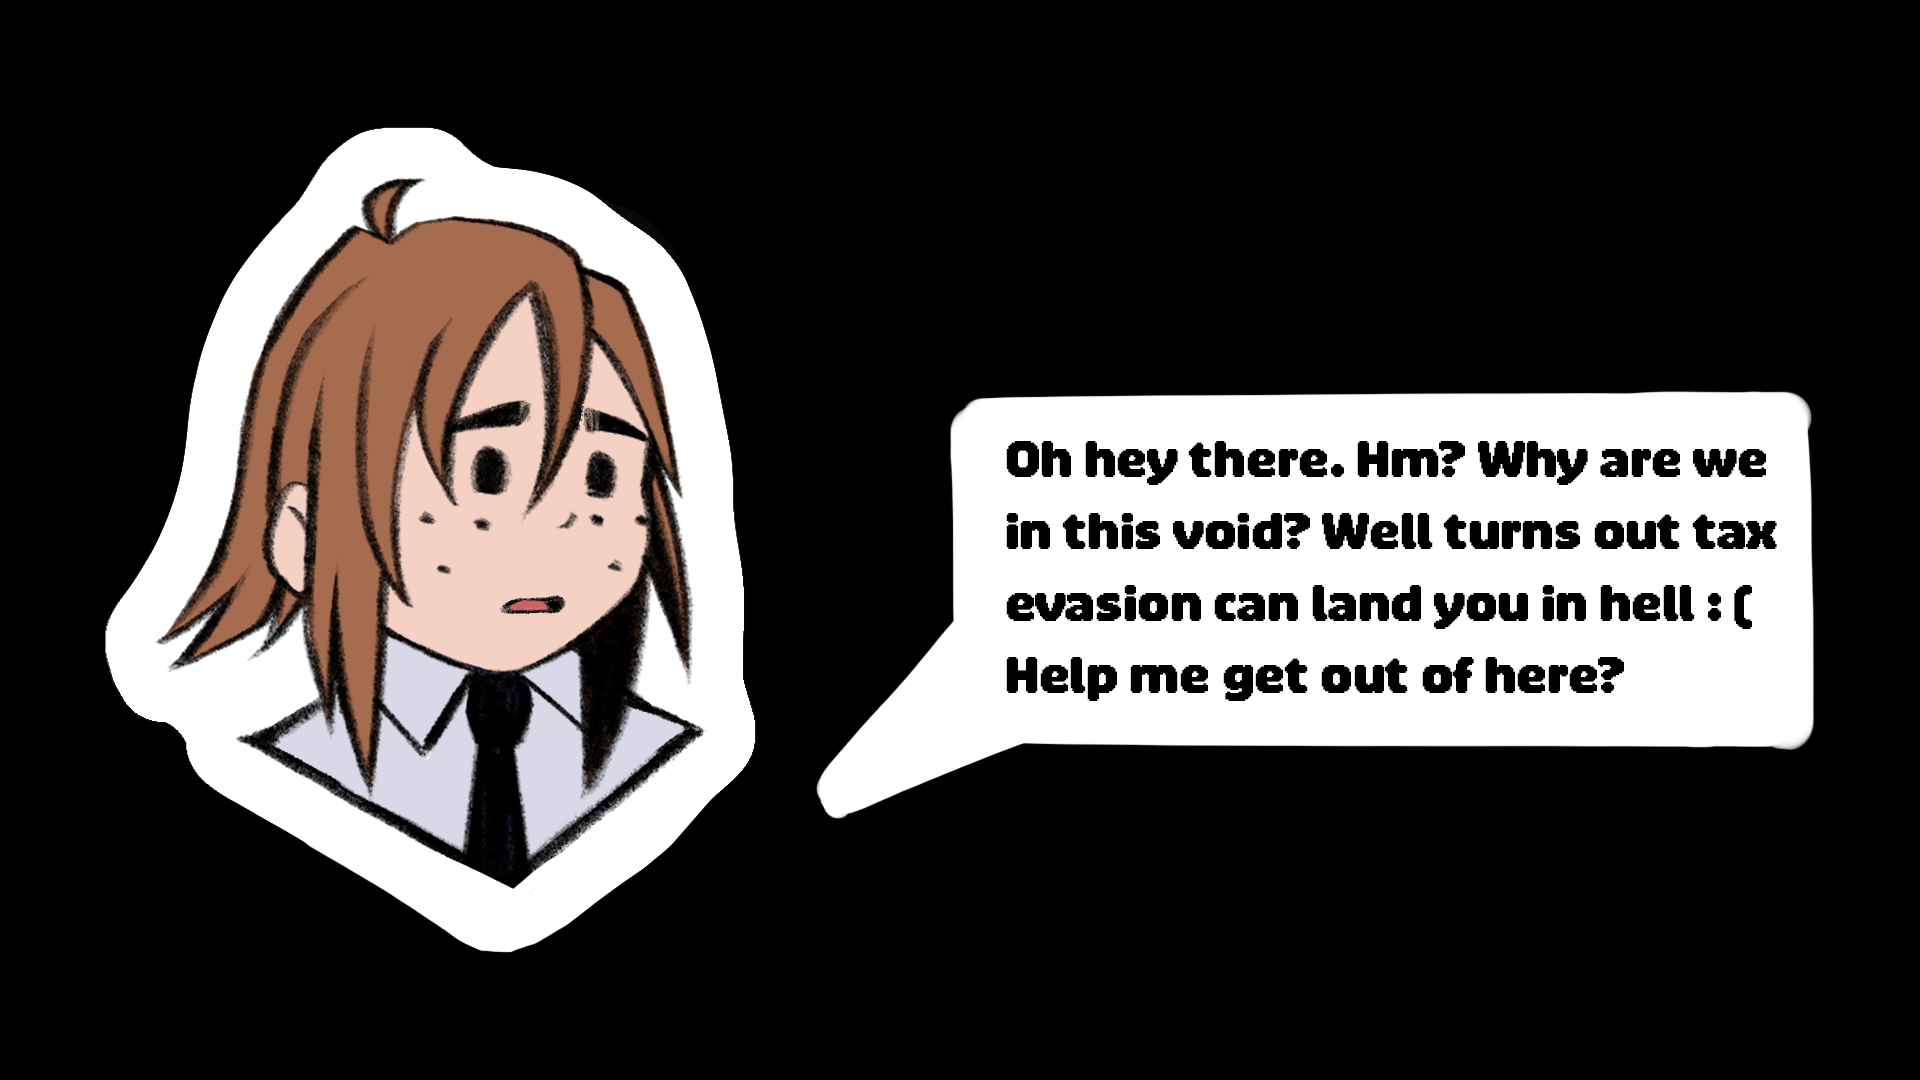 Oh hey there. Hm? Why are we
in this void? Well turns out tax
evasion can land you in hell : (
Help me get out of here?